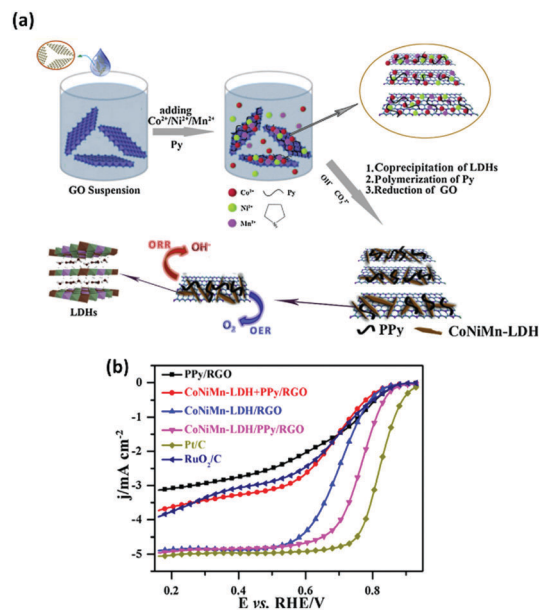 (a)
adding
Co²⁺/Ni²⁺/Mn²⁺
Py
GO Suspension
Co²⁺
Py
Ni²⁺
Mn²⁺
OH⁻ CO₃²⁻
1.Coprecipitation of LDHs
2.Polymerization of Py
3.Reduction of GO
ORR
OH⁻
O₂
OER
LDHs
PPy
CoNiMn-LDH
(b)
PPy/RGO
CoNiMn-LDH+PPy/RGO
CoNiMn-LDH/RGO
CoNiMn-LDH/PPy/RGO
Pt/C
RuO₂/C
j/mA cm⁻²
0
-1
-2
-3
-4
-5
0.2 0.4 0.6 0.8
E vs. RHE/V